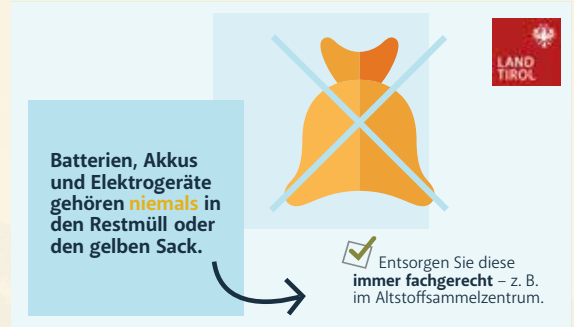 LAND
TIROL
Batterien, Akkus
und Elektrogeräte
gehören niemals in
den Restmüll oder
den gelben Sack.
Entsorgen Sie diese
immer fachgerecht – z. B.
im Altstoffsammelzentrum.